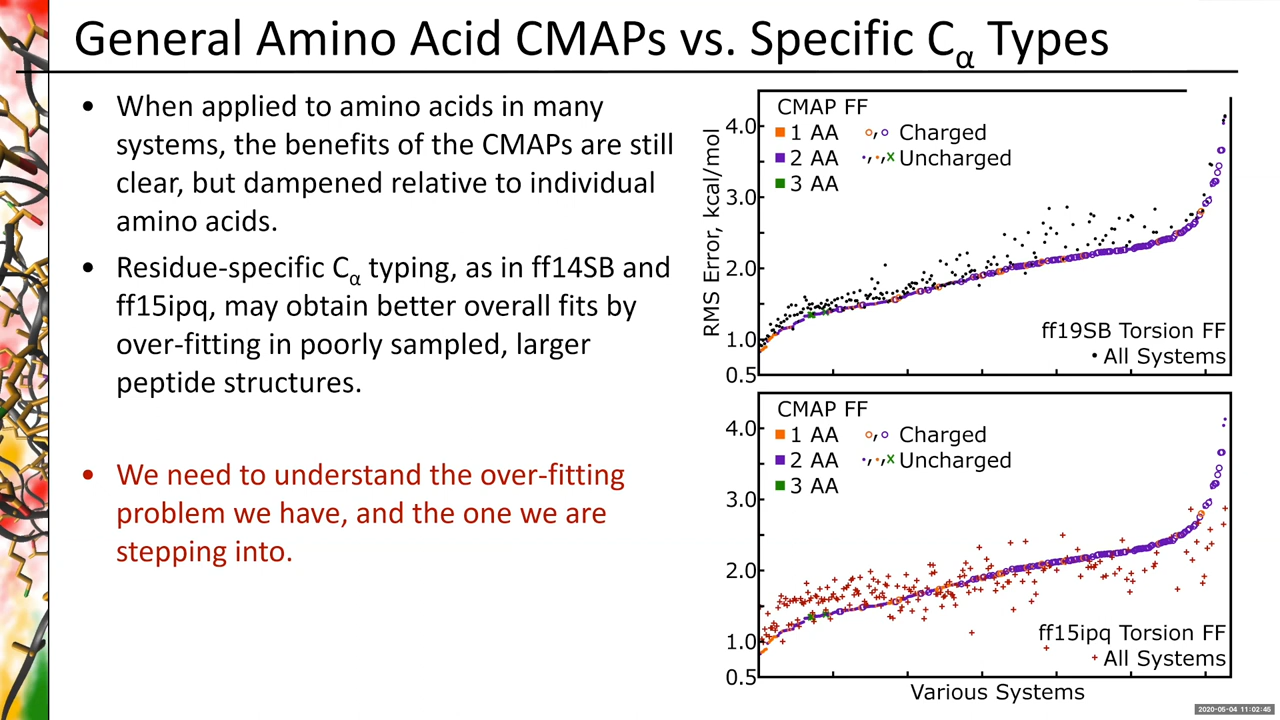 General Amino Acid CMAPs vs. Specific Cα Types
• When applied to amino acids in many
systems, the benefits of the CMAPs are still
clear, but dampened relative to individual
amino acids.
• Residue-specific Cα typing, as in ff14SB and
ff15ipq, may obtain better overall fits by
over-fitting in poorly sampled, larger
peptide structures.
• We need to understand the over-fitting
problem we have, and the one we are
stepping into.
RMS Error, kcal/mol
4.0
3.0
2.0
1.0
0.5
CMAP FF
1 AA Charged
2 AA Uncharged
3 AA
ff19SB Torsion FF
All Systems
4.0
3.0
2.0
1.0
0.5
CMAP FF
1 AA Charged
2 AA Uncharged
3 AA
ff15ipq Torsion FF
All Systems
Various Systems
2020-05-04 11:02:45